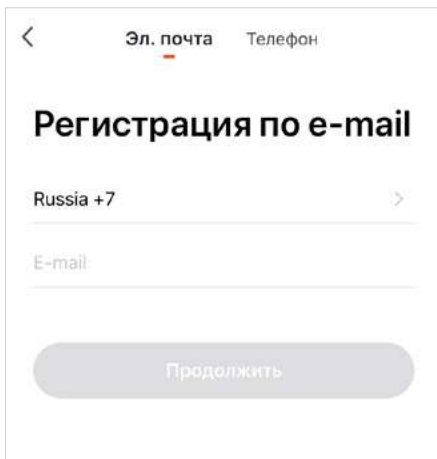 Эл. почта Телефон
Регистрация по e-mail
Russia +7
E-mail
Продолжить